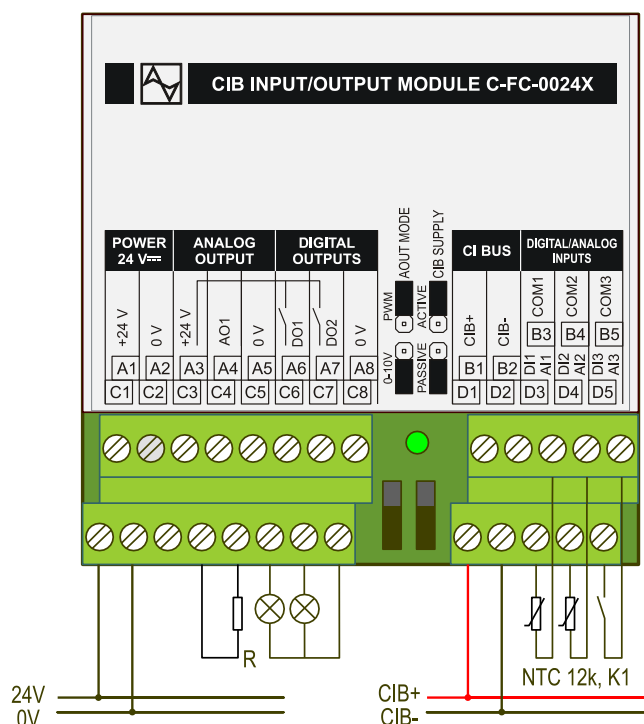 CIB INPUT/OUTPUT MODULE C-FC-0024X
POWER
24 V
ANALOG
OUTPUT
DIGITAL
OUTPUTS
AOUT MODE
CIB SUPPLY
CI BUS
DIGITAL/ANALOG
INPUTS
+24 V
0 V
+24 V
AO1
0 V
DO1
DO2
0 V
PWM
ACTIVE
0-10V
PASSIVE
CIB+
CIB-
COM1
COM2
COM3
B3 B4 B5
DI1
AI1
DI2
AI2
DI3
AI3
A1 A2 A3 A4 A5 A6 A7 A8 B1 B2
C1 C2 C3 C4 C5 C6 C7 C8 D1 D2 D3 D4 D5
R
NTC 12k, K1
24V
0V
CIB+
CIB-